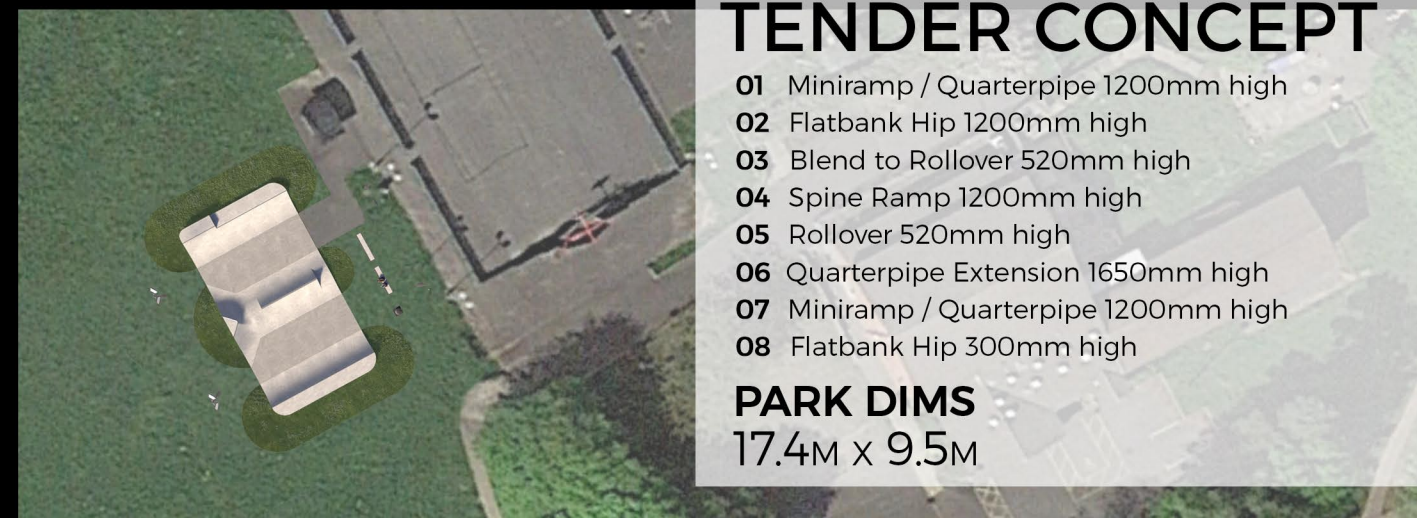 TENDER CONCEPT
01 Miniramp / Quarterpipe 1200mm high
02 Flatbank Hip 1200mm high
03 Blend to Rollover 520mm high
04 Spine Ramp 1200mm high
05 Rollover 520mm high
06 Quarterpipe Extension 1650mm high
07 Miniramp / Quarterpipe 1200mm high
08 Flatbank Hip 300mm high
PARK DIMS
17.4M X 9.5M